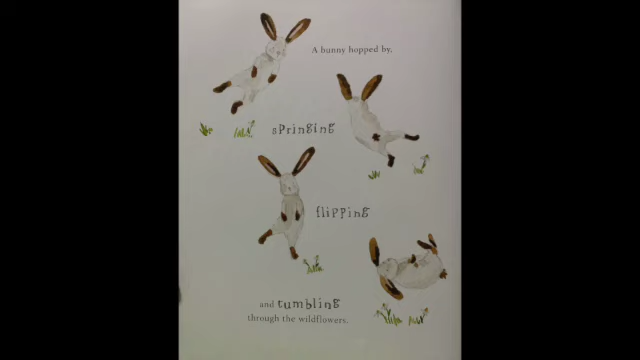 A bunny hopped by,
springing
flipping
and tumbling
through the wildflowers.